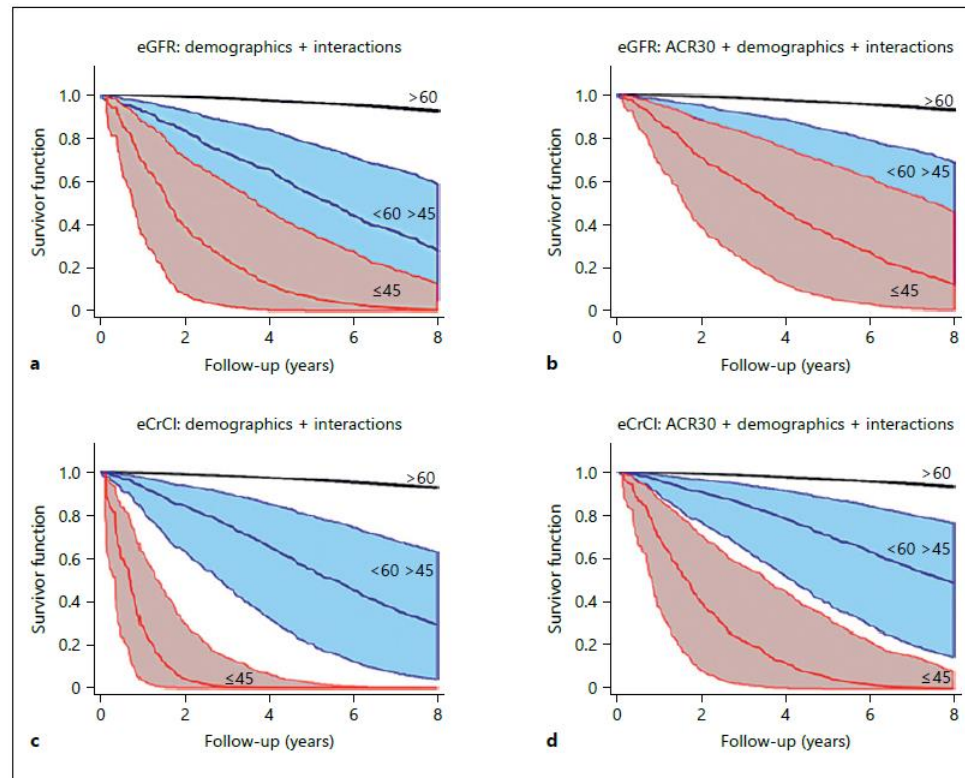 eGFR: demographics + interactions
1.0
0.8
0.6
0.4
0.2
0
Survivor function
>60
<60 >45
≤45
0 2 4 6 8
Follow-up (years)
a
eGFR: ACR30 + demographics + interactions
1.0
0.8
0.6
0.4
0.2
0
Survivor function
>60
<60 >45
≤45
0 2 4 6 8
Follow-up (years)
b
eCrCl: demographics + interactions
1.0
0.8
0.6
0.4
0.2
0
Survivor function
>60
<60 >45
≤45
0 2 4 6 8
Follow-up (years)
c
eCrCl: ACR30 + demographics + interactions
1.0
0.8
0.6
0.4
0.2
0
Survivor function
>60
<60 >45
≤45
0 2 4 6 8
Follow-up (years)
d